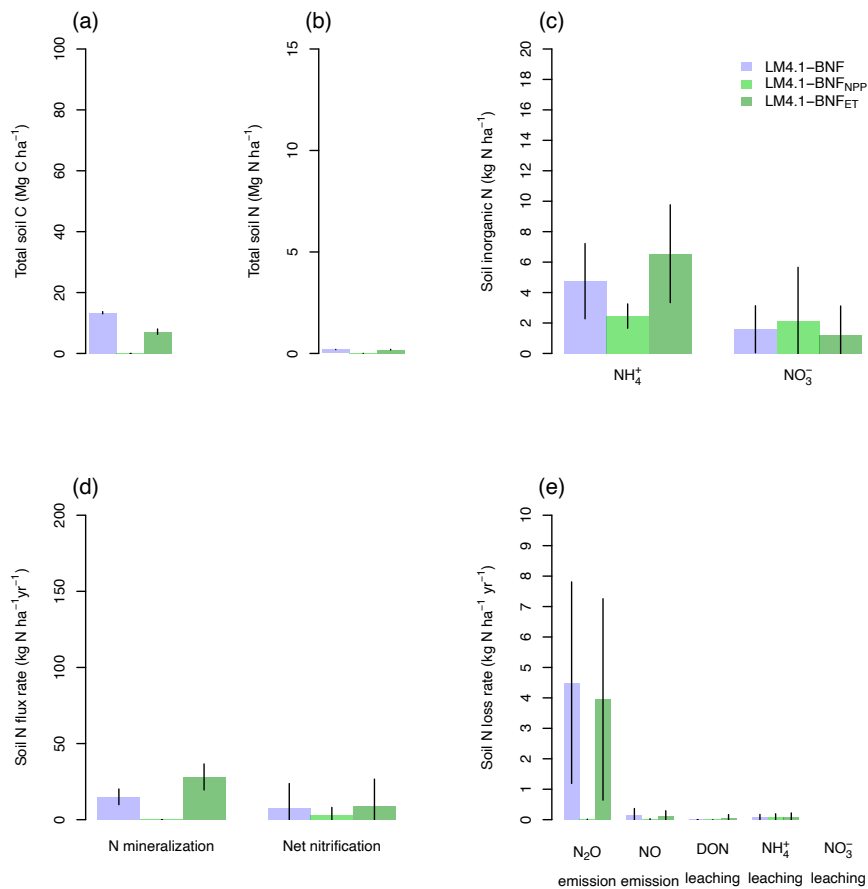 (a)
Total soil C (Mg C ha⁻¹)
0
20
40
60
80
100
(b)
Total soil N (Mg N ha⁻¹)
0
5
10
15
(c)
Soil inorganic N (kg N ha⁻¹)
0
2
4
6
8
10
12
14
16
18
20
LM4.1−BNF
LM4.1−BNF_NPP
LM4.1−BNF_ET
NH₄⁺
NO₃⁻
(d)
Soil N flux rate (kg N ha⁻¹yr⁻¹)
0
50
100
150
200
N mineralization
Net nitrification
(e)
Soil N loss rate (kg N ha⁻¹ yr⁻¹)
0
1
2
3
4
5
6
7
8
9
10
N₂O
emission
NO
emission
DON
leaching
NH₄⁺
leaching
NO₃⁻
leaching